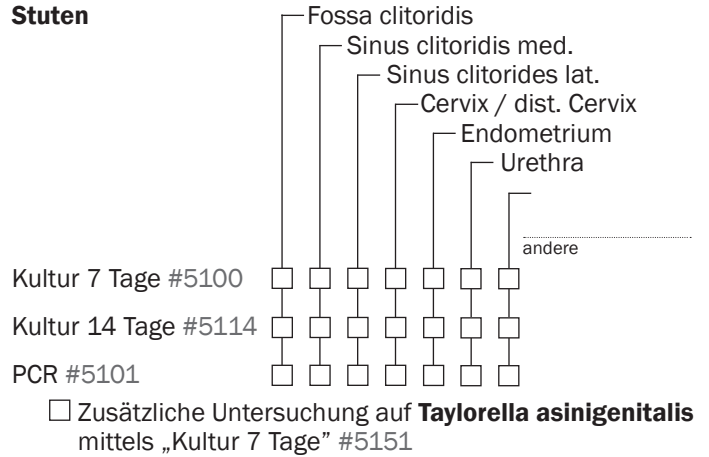 Stuten
Fossa clitoridis
Sinus clitoridis med.
Sinus clitorides lat.
Cervix / dist. Cervix
Endometrium
Urethra
andere
Kultur 7 Tage #5100
Kultur 14 Tage #5114
PCR #5101
Zusätzliche Untersuchung auf Taylorella asinigenitalis
mittels „Kultur 7 Tage” #5151